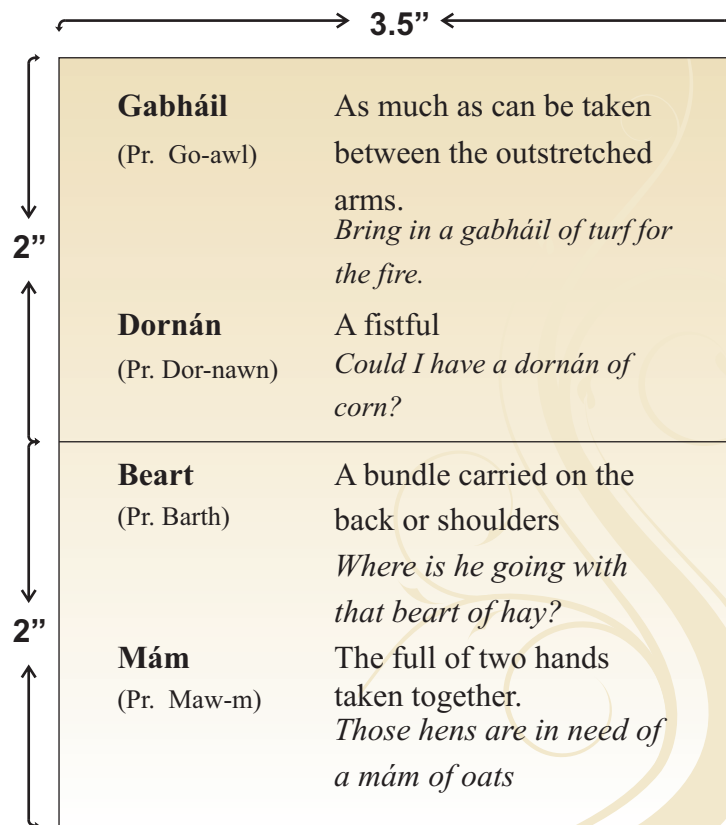 3.5”
Gabháil
(Pr. Go-awl)
As much as can be taken
between the outstretched
arms.
Bring in a gabháil of turf for
the fire.
2”
Dornán
(Pr. Dor-nawn)
A fistful
Could I have a dornán of
corn?
Beart
(Pr. Barth)
A bundle carried on the
back or shoulders
Where is he going with
that beart of hay?
2”
Mám
(Pr. Maw-m)
The full of two hands
taken together.
Those hens are in need of
a mám of oats